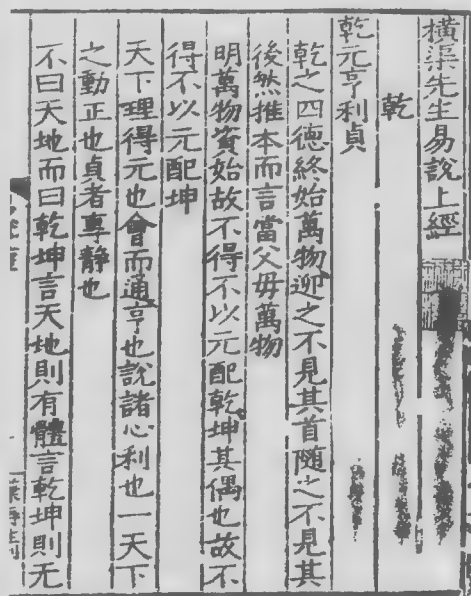 橫渠先生易說上經
乾
乾元亨利貞
乾之四德終始萬物迎之不見其首隨之不見其
後然推本而言當父母萬物
明萬物資始故不得不以元配乾坤其偶也故不
得不以元配坤
天下理得元也會而通亨也說諸心利也一天下
之動正也貞者專静也
不曰天地而曰乾坤言天地則有體言乾坤則无